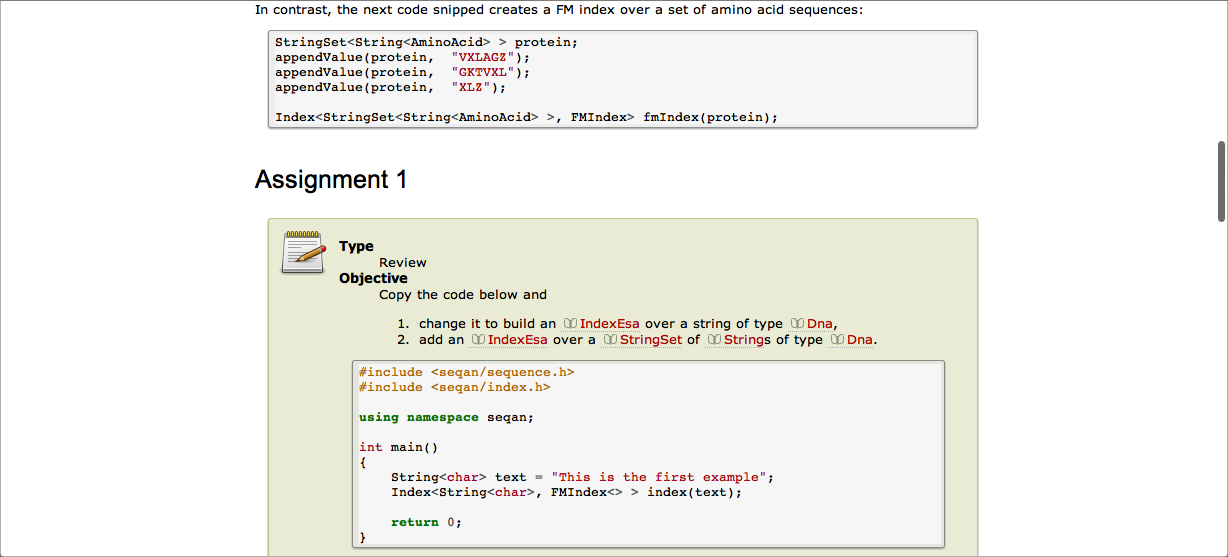 In contrast, the next code snipped creates a FM index over a set of amino acid sequences:
StringSet<String<AminoAcid> > protein;
appendValue(protein,  "VXLAGZ");
appendValue(protein,  "GKTVXL");
appendValue(protein,  "XLZ");
Index<StringSet<String<AminoAcid> >, FMIndex> fmIndex(protein);
Assignment 1
Type
Review
Objective
Copy the code below and
1. change it to build an IndexEsa over a string of type Dna,
2. add an IndexEsa over a StringSet of Strings of type Dna.
#include <seqan/sequence.h>
#include <seqan/index.h>
using namespace seqan;
int main()
{
    String<char> text = "This is the first example";
    Index<String<char>, FMIndex<> > index(text);
    return 0;
}